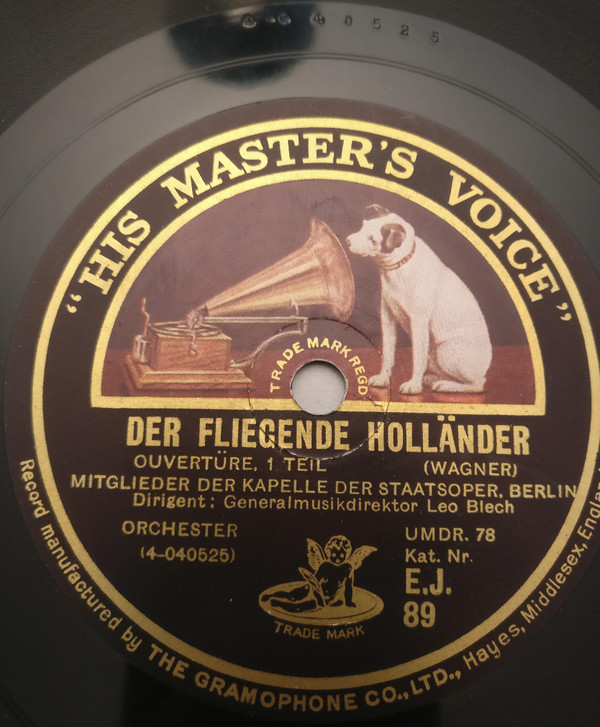 4-040525
"HIS MASTER'S VOICE"
TRADE MARK REGD
DER FLIEGENDE HOLLÄNDER
OUVERTÜRE, 1 TEIL (WAGNER)
MITGLIEDER DER KAPELLE DER STAATSOPER, BERLIN
Dirigent: Generalmusikdirektor Leo Blech
ORCHESTER UMDR. 78
(4-040525) Kat. Nr.
E.J.
89
TRADE MARK
Record manufactured by THE GRAMOPHONE CO., LTD., Hayes, Middlesex, England